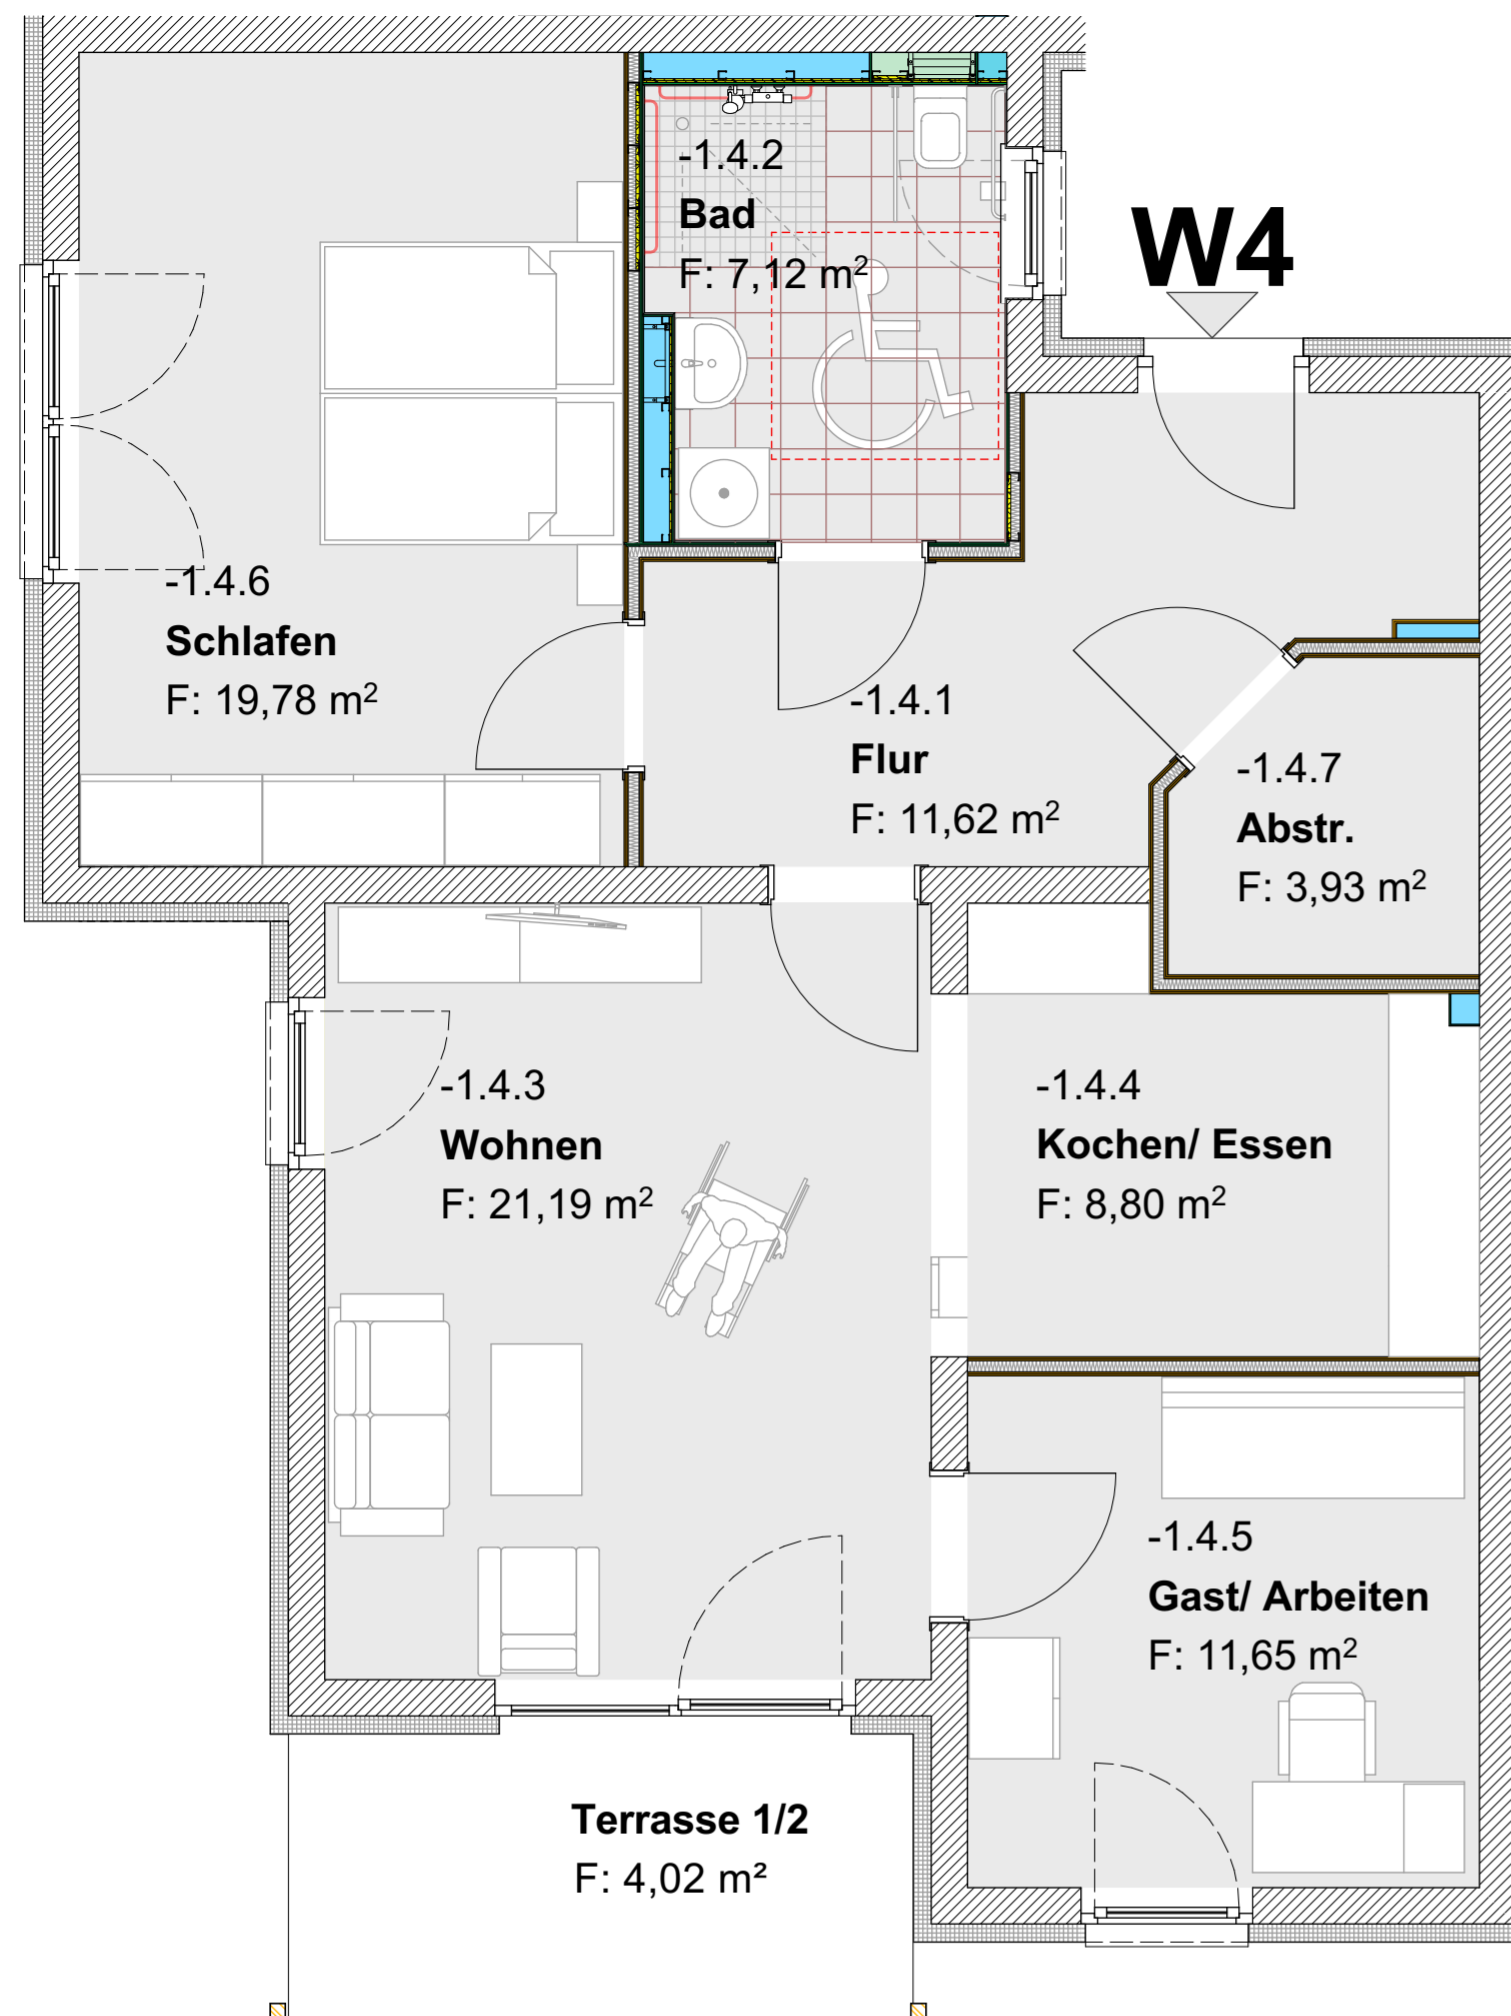 -1.4.2
Bad
F: 7,12 m²
W4
-1.4.6
Schlafen
F: 19,78 m²
-1.4.1
Flur
F: 11,62 m²
-1.4.7
Abstr.
F: 3,93 m²
-1.4.3
Wohnen
F: 21,19 m²
-1.4.4
Kochen/ Essen
F: 8,80 m²
-1.4.5
Gast/ Arbeiten
F: 11,65 m²
Terrasse 1/2
F: 4,02 m²